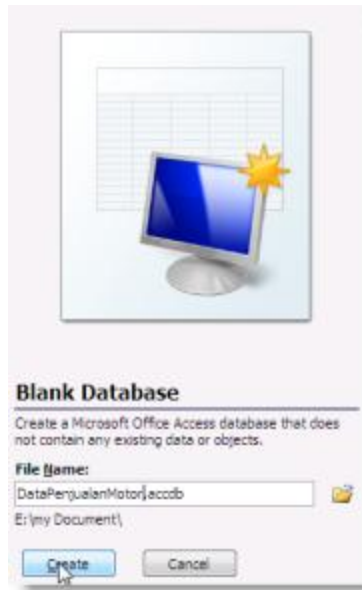 Blank Database
Create a Microsoft Office Access database that does
not contain any existing data or objects.
File Name:
DataPenjualanMotor.accdb
E:\my Document\
Create Cancel